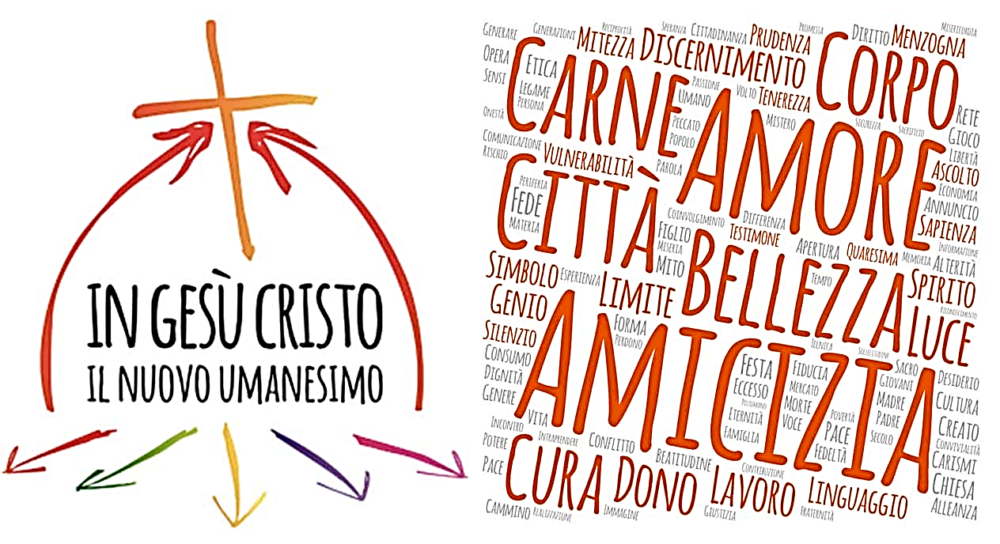 IN GESÙ CRISTO
IL NUOVO UMANESIMO
GENERARE
GENERAZIONI
RECIPROCITÀ
SPERANZA
CITTADINANZA
PRUDENZA
PROMESSA
DIRITTO
MENZOGNA
MISERICORDIA
MITEZZA
DISCERNIMENTO
CORPO
OPERA
SENSI
ETICA
LEGAME
PERSONA
ONESTÀ
CARNE
PASSIONE
UMANO
VOLTO
TENEREZZA
MISTERO
PECCATO
POPOLO
SICUREZZA
SACRIFICIO
RETE
GIOCO
LIBERTÀ
COMUNICAZIONE
RISCHIO
VULNERABILITÀ
PAROLA
AMORE
ASCOLTO
ECONOMIA
ANNUNCIO
SAPIENZA
INFORMAZIONE
PERIFERIA
FEDE
MATERIA
CITTÀ
COINVOLGIMENTO
DIFFERENZA
FIGLIO
MISERIA
MITO
TESTIMONE
APERTURA
QUARESIMA
MEMORIA
ALTERITÀ
SIMBOLO
ESPERIENZA
LIMITE
BELLEZZA
TEMPO
SPIRITO
RICONOSCIMENTO
GENIO
LUCE
SILENZIO
FORMA
PERDONO
TECNICA
SOLLECITUDINE
CONSUMO
DIGNITÀ
GENERE
AMICIZIA
FESTA
ECCESSO
POSTUMANO
ETERNITÀ
FAMIGLIA
FIDUCIA
MERCATO
MORTE
VOCE
POVERTÀ
PACE
FEDELTÀ
SACRO
GIOVANI
MADRE
PADRE
SECOLO
DESIDERIO
CULTURA
CREATO
CONVIVIALITÀ
CARISMI
CHIESA
ALLEANZA
INCONTRO
VITA
POTERE
PACE
INTRAPRENDERE
CONFLITTO
BEATITUDINE
CONTRIBUZIONE
CURA
DONO
LAVORO
LINGUAGGIO
CAMMINO
REALIZZAZIONE
IMMAGINE
GIUSTIZIA
FRATERNITÀ